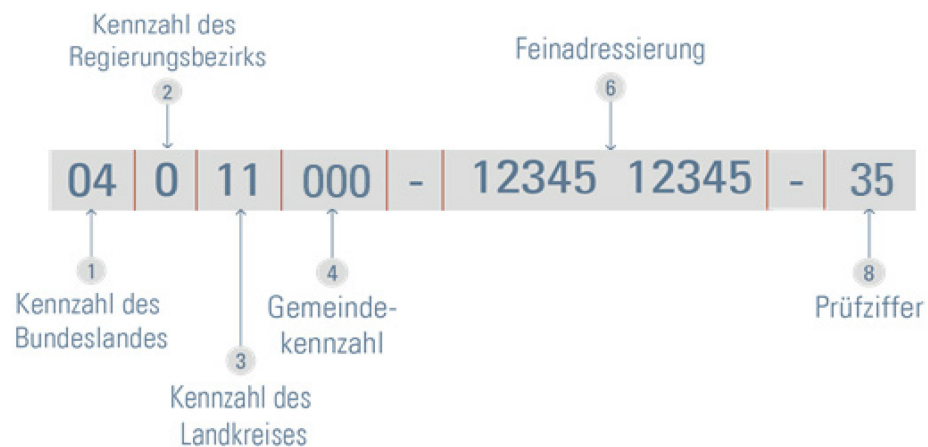 Kennzahl des
Regierungsbezirks
2
Feinadressierung
6
04 0 11 000 - 12345 12345 - 35
1
Kennzahl des
Bundeslandes
3
Kennzahl des
Landkreises
4
Gemeinde-
kennzahl
8
Prüfziffer